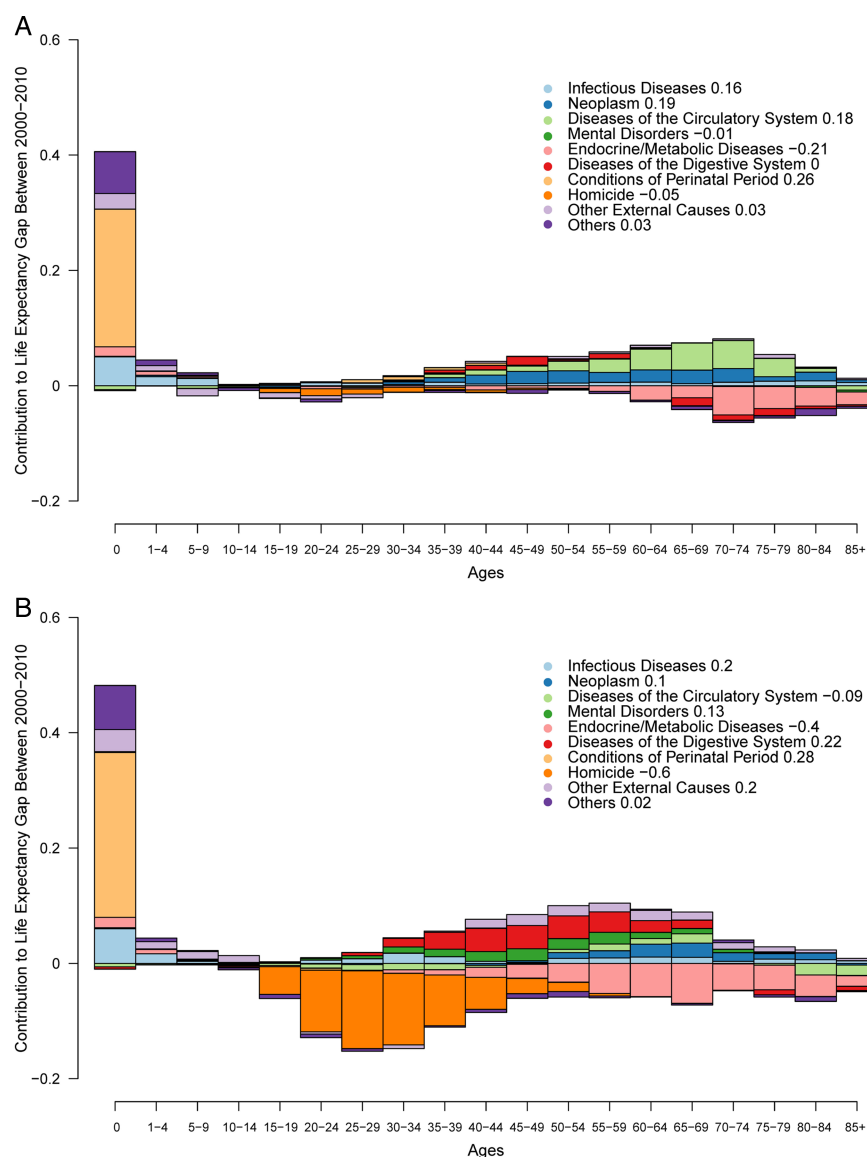 A
Contribution to Life Expectancy Gap Between 2000−2010
0.6
0.4
0.2
0
−0.2
Infectious Diseases 0.16
Neoplasm 0.19
Diseases of the Circulatory System 0.18
Mental Disorders −0.01
Endocrine/Metabolic Diseases −0.21
Diseases of the Digestive System 0
Conditions of Perinatal Period 0.26
Homicide −0.05
Other External Causes 0.03
Others 0.03
0 1−4 5−9 10−14 15−19 20−24 25−29 30−34 35−39 40−44 45−49 50−54 55−59 60−64 65−69 70−74 75−79 80−84 85+
Ages
B
Contribution to Life Expectancy Gap Between 2000−2010
0.6
0.4
0.2
0
−0.2
Infectious Diseases 0.2
Neoplasm 0.1
Diseases of the Circulatory System −0.09
Mental Disorders 0.13
Endocrine/Metabolic Diseases −0.4
Diseases of the Digestive System 0.22
Conditions of Perinatal Period 0.28
Homicide −0.6
Other External Causes 0.2
Others 0.02
0 1−4 5−9 10−14 15−19 20−24 25−29 30−34 35−39 40−44 45−49 50−54 55−59 60−64 65−69 70−74 75−79 80−84 85+
Ages